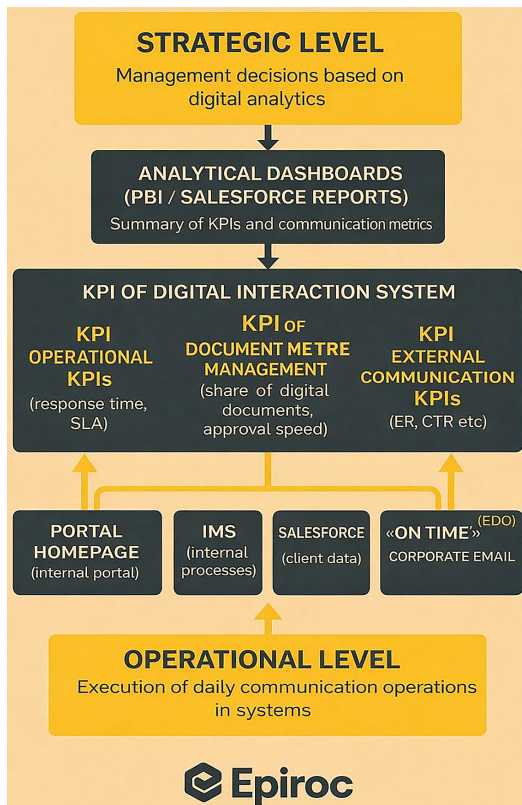 STRATEGIC LEVEL
Management decisions based on
digital analytics
ANALYTICAL DASHBOARDS
(PBI / SALESFORCE REPORTS)
Summary of KPIs and communication metrics
KPI OF DIGITAL INTERACTION SYSTEM
KPI
OPERATIONAL
KPIs
(response time,
SLA)
KPI OF
DOCUMENT METRE
MANAGEMENT
(share of digital
documents,
approval speed)
KPI
EXTERNAL
COMMUNICATION
KPIs
(ER, CTR etc)
PORTAL
HOMEPAGE
(internal portal)
IMS
(internal
processes)
SALESFORCE
(client data)
(EDO)
«ON TIME'»
CORPORATE EMAIL
OPERATIONAL LEVEL
Execution of daily communication operations
in systems
Epiroc